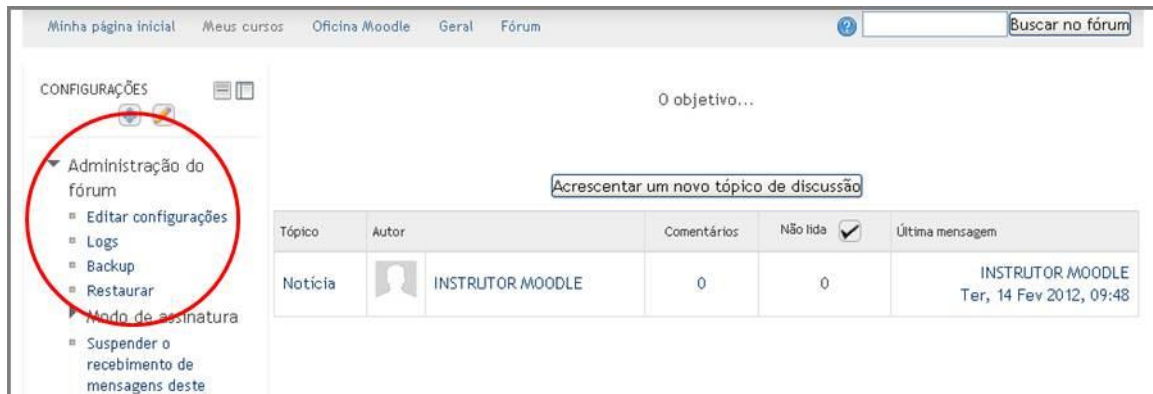 Minha página inicial Meus cursos Oficina Moodle Geral Fórum Buscar no fórum
CONFIGURAÇÕES
Administração do
fórum
Editar configurações
Logs
Backup
Restaurar
Modo de assinatura
Suspender o
recebimento de
mensagens deste
O objetivo...
Acrescentar um novo tópico de discussão
Tópico Autor Comentários Não lida Última mensagem
Notícia INSTRUTOR MOODLE 0 0 INSTRUTOR MOODLE
Ter, 14 Fev 2012, 09:48